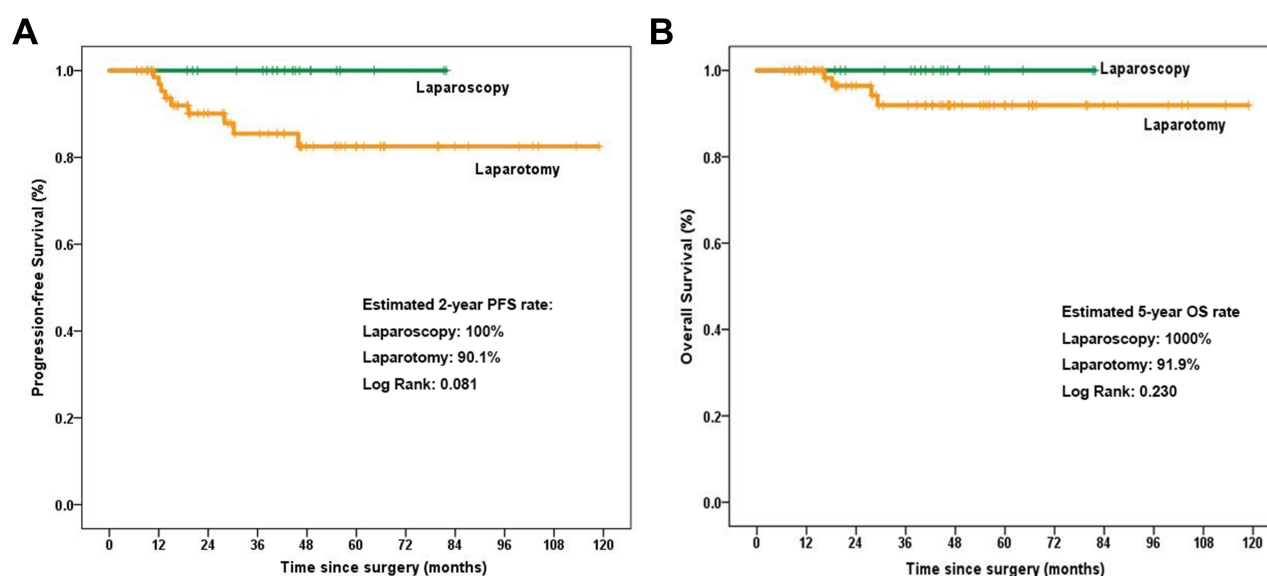 A
Progression-free Survival (%)
1.0
0.8
0.6
0.4
0.2
0.0
Laparoscopy
Laparotomy
Estimated 2-year PFS rate:
Laparoscopy: 100%
Laparotomy: 90.1%
Log Rank: 0.081
0 12 24 36 48 60 72 84 96 108 120
Time since surgery (months)
B
Overall Survival (%)
1.0
0.8
0.6
0.4
0.2
0.0
Laparoscopy
Laparotomy
Estimated 5-year OS rate
Laparoscopy: 1000%
Laparotomy: 91.9%
Log Rank: 0.230
0 12 24 36 48 60 72 84 96 108 120
Time since surgery (months)